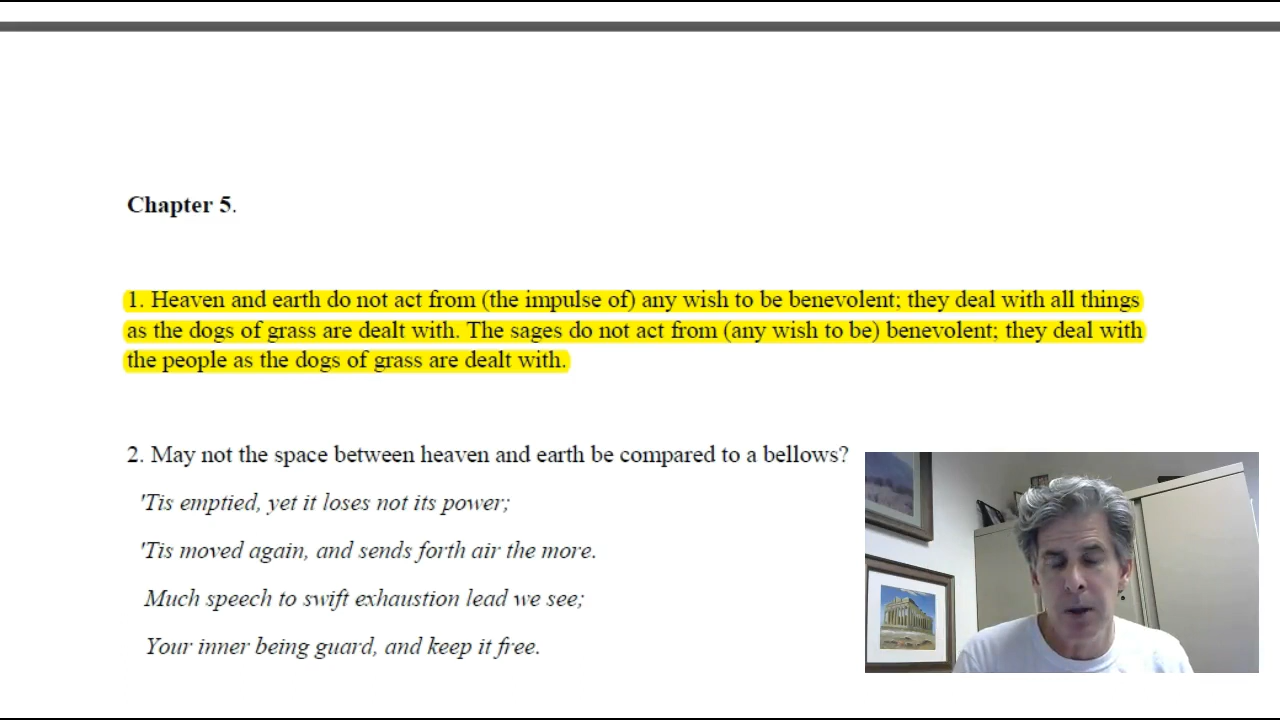 Chapter 5.
1. Heaven and earth do not act from (the impulse of) any wish to be benevolent; they deal with all things
as the dogs of grass are dealt with. The sages do not act from (any wish to be) benevolent; they deal with
the people as the dogs of grass are dealt with.
2. May not the space between heaven and earth be compared to a bellows?
'Tis emptied, yet it loses not its power;
'Tis moved again, and sends forth air the more.
Much speech to swift exhaustion lead we see;
Your inner being guard, and keep it free.